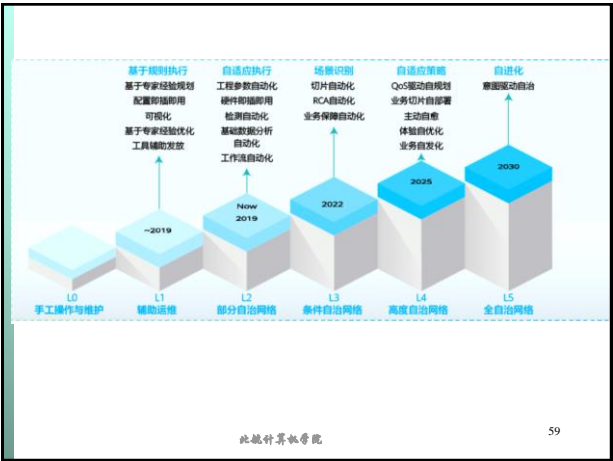 基于规则执行
基于专家经验规划
配置即插即用
可视化
基于专家经验优化
工具辅助发放
自适应执行
工程参数自动化
硬件即插即用
检测自动化
基础数据分析
自动化
工作流自动化
场景识别
切片自动化
RCA自动化
业务保障自动化
自适应策略
QoS驱动自规划
业务切片自部署
主动自愈
体验自优化
业务自发化
自进化
意图驱动自治
~2019
Now
2019
2022
2025
2030
L0
手工操作与维护
L1
辅助运维
L2
部分自治网络
L3
条件自治网络
L4
高度自治网络
L5
全自治网络
北航计算机学院
59